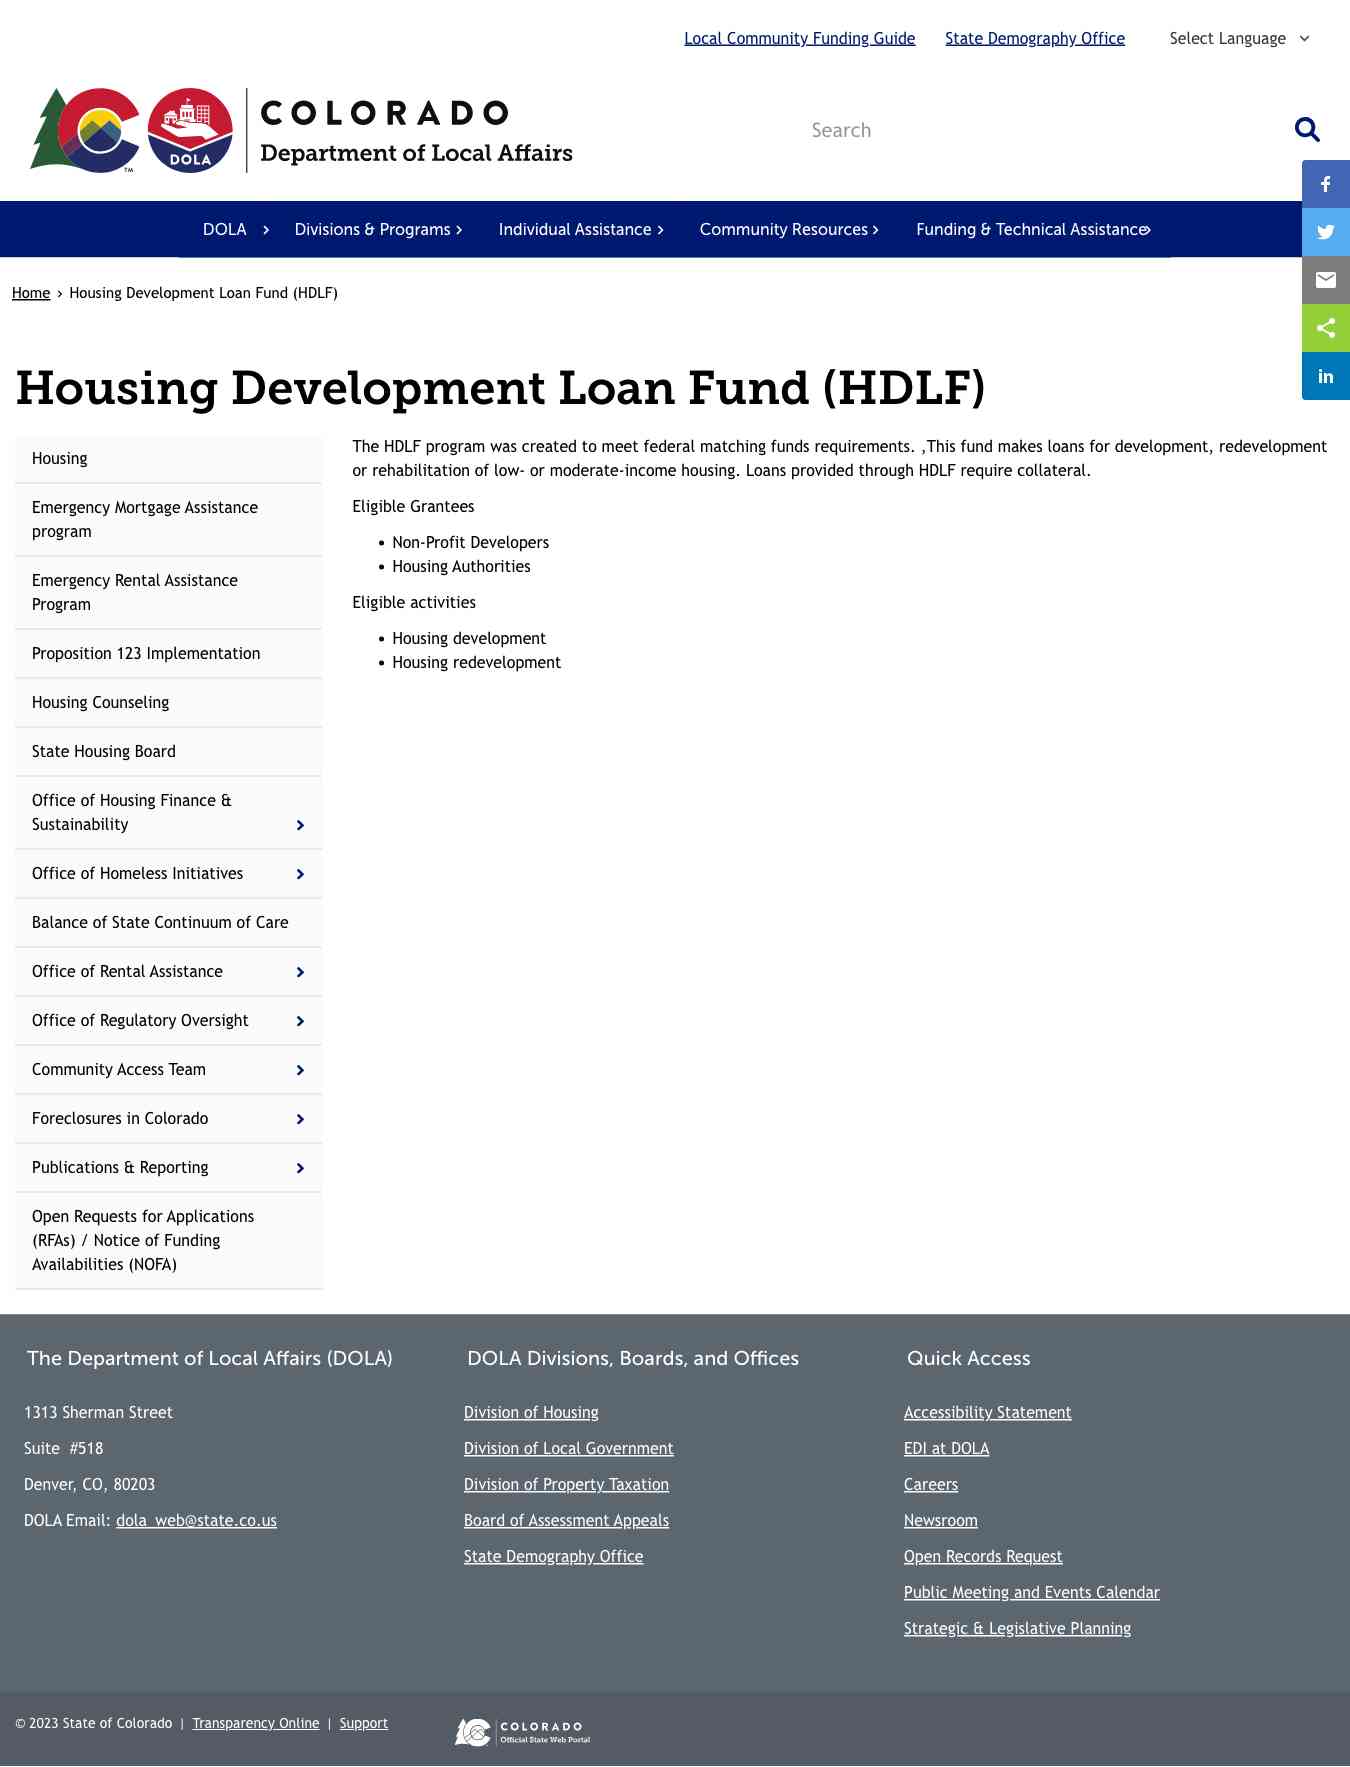 Local Community Funding Guide State Demography Office Select Language
COLORADO
Department of Local Affairs
DOLA
TM
Search
DOLA Divisions & Programs Individual Assistance Community Resources Funding & Technical Assistance
Home › Housing Development Loan Fund (HDLF)
Housing Development Loan Fund (HDLF)
Housing
Emergency Mortgage Assistance
program
Emergency Rental Assistance
Program
Proposition 123 Implementation
Housing Counseling
State Housing Board
Office of Housing Finance &
Sustainability
Office of Homeless Initiatives
Balance of State Continuum of Care
Office of Rental Assistance
Office of Regulatory Oversight
Community Access Team
Foreclosures in Colorado
Publications & Reporting
Open Requests for Applications
(RFAs) / Notice of Funding
Availabilities (NOFA)
The HDLF program was created to meet federal matching funds requirements. ,This fund makes loans for development, redevelopment
or rehabilitation of low- or moderate-income housing. Loans provided through HDLF require collateral.
Eligible Grantees
• Non-Profit Developers
• Housing Authorities
Eligible activities
• Housing development
• Housing redevelopment
The Department of Local Affairs (DOLA)
1313 Sherman Street
Suite #518
Denver, CO, 80203
DOLA Email: dola_web@state.co.us
DOLA Divisions, Boards, and Offices
Division of Housing
Division of Local Government
Division of Property Taxation
Board of Assessment Appeals
State Demography Office
Quick Access
Accessibility Statement
EDI at DOLA
Careers
Newsroom
Open Records Request
Public Meeting and Events Calendar
Strategic & Legislative Planning
© 2023 State of Colorado | Transparency Online | Support
COLORADO
Official State Web Portal